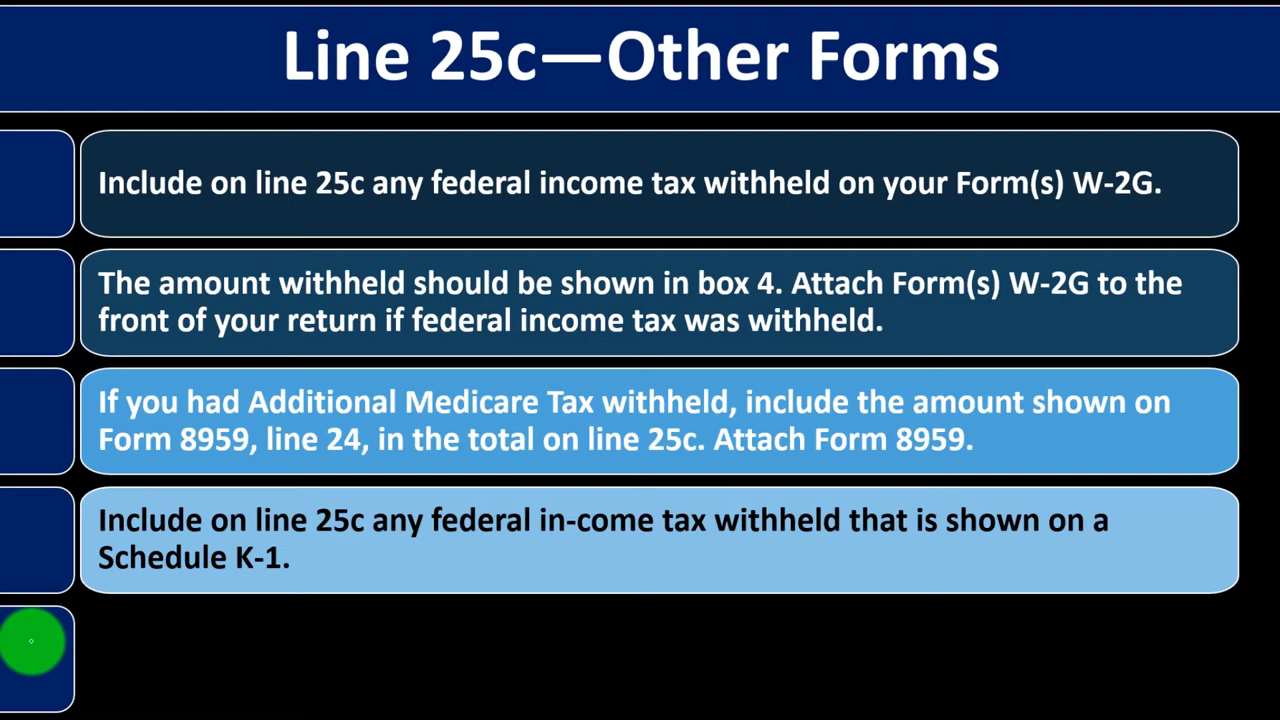 Line 25c—Other Forms
Include on line 25c any federal income tax withheld on your Form(s) W-2G.
The amount withheld should be shown in box 4. Attach Form(s) W-2G to the
front of your return if federal income tax was withheld.
If you had Additional Medicare Tax withheld, include the amount shown on
Form 8959, line 24, in the total on line 25c. Attach Form 8959.
Include on line 25c any federal in-come tax withheld that is shown on a
Schedule K-1.